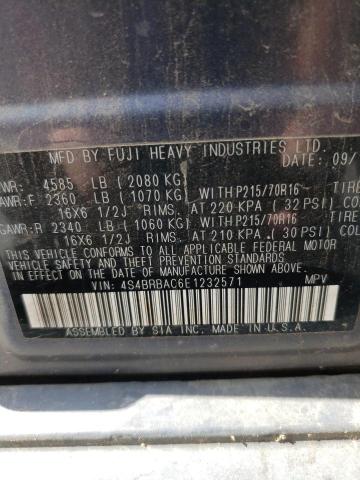 MFD BY FUJI HEAVY INDUSTRIES LTD.
DATE: 09/
GVWR: 4585 LB (2080 KG)
GAWR:F 2360 LB (1070 KG) WITH P215/70R16 TIRE
16X6 1/2J RIMS. AT 220 KPA (32 PSI)
GAWR:R 2340 LB (1060 KG) WITH P215/70R16 TIRE
16X6 1/2J RIMS. AT 210 KPA (30 PSI)
THIS VEHICLE CONFORMS TO ALL APPLICABLE FEDERAL MOTOR
VEHICLE SAFETY AND THEFT PREVENTION STANDARDS
IN EFFECT ON THE DATE OF MANUFACTURE SHOWN ABOVE.
VIN: 4S4BRBAC6E1232571 MPV
ASSEMBLED BY SIA INC. MADE IN U.S.A.